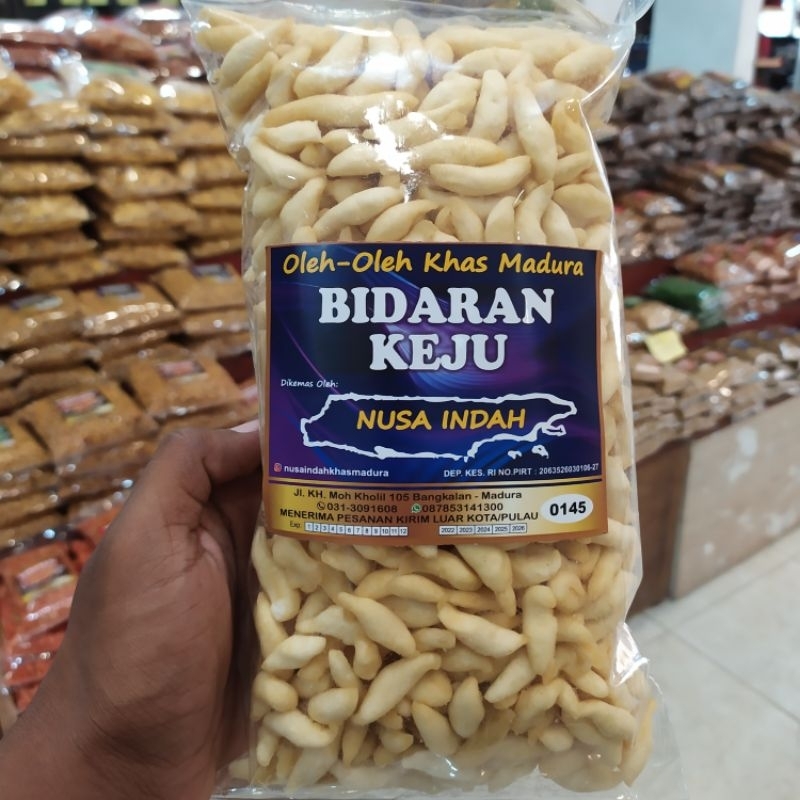 Oleh-Oleh Khas Madura
BIDARAN
KEJU
Dikemas Oleh:
NUSA INDAH
nusaindahkhasmadura
DEP. KES. RI NO.PIRT : 2063526030106-27
Jl. KH. Moh Kholil 105 Bangkalan - Madura
031-3091608 087853141300
MENERIMA PESANAN KIRIM LUAR KOTA/PULAU
0145
Exp: 1 2 3 4 5 6 7 8 9 10 11 12 2022 2023 2024 2025 2026